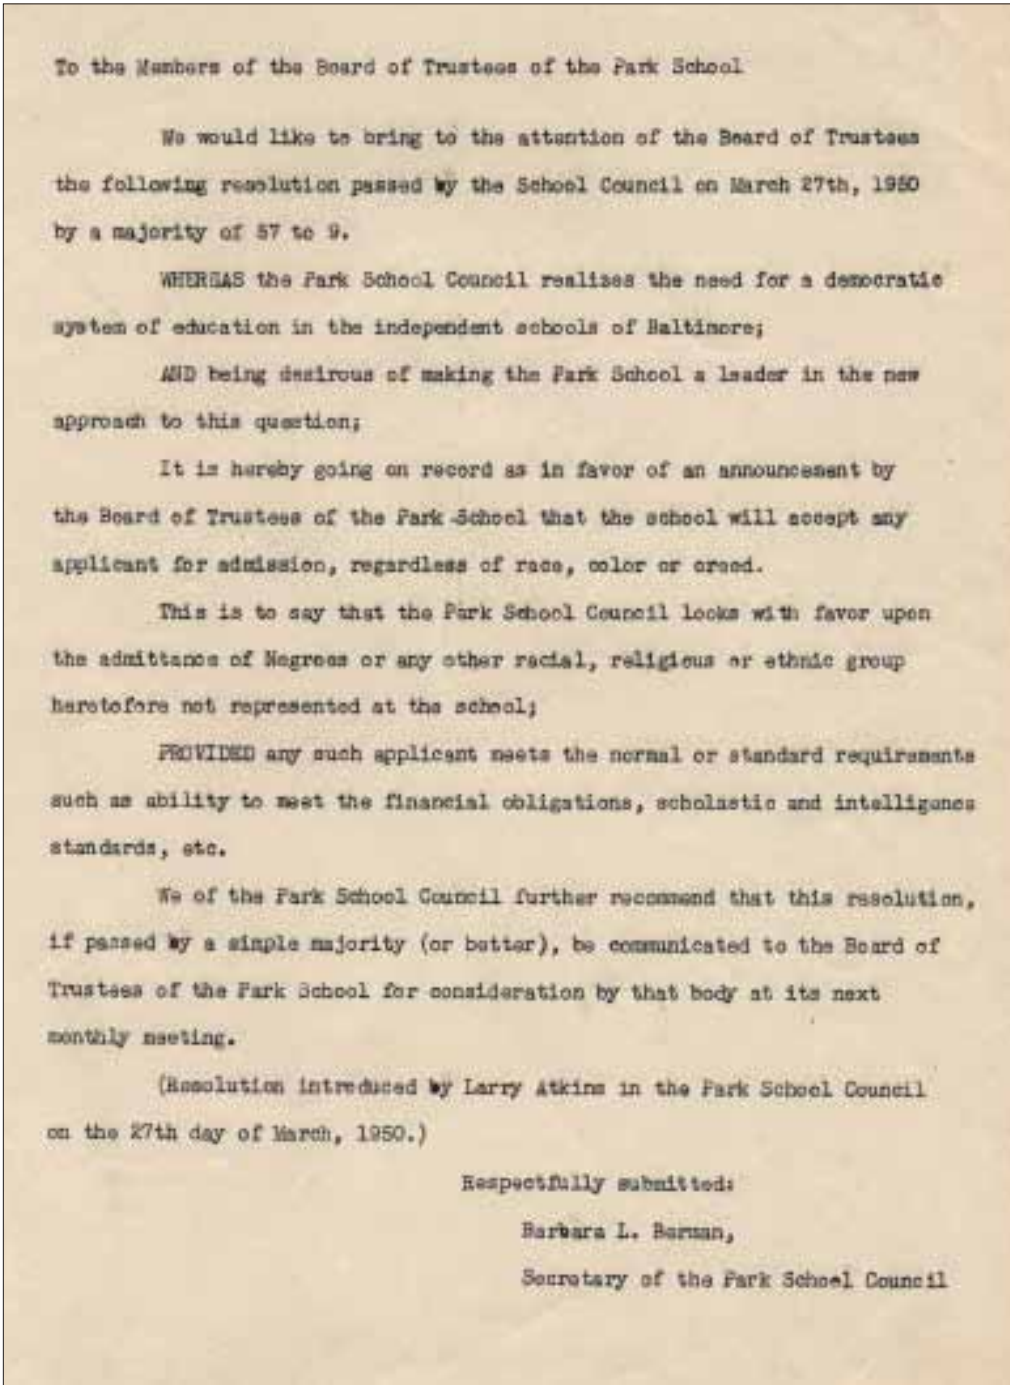 To the Members of the Board of Trustees of the Park School
We would like to bring to the attention of the Board of Trustees
the following resolution passed by the School Council on March 27th, 1950
by a majority of 57 to 9.
WHEREAS the Park School Council realizes the need for a democratic
system of education in the independent schools of Baltimore;
AND being desirous of making the Park School a leader in the new
approach to this question;
It is hereby going on record as in favor of an announcement by
the Board of Trustees of the Park School that the school will accept any
applicant for admission, regardless of race, color or creed.
This is to say that the Park School Council looks with favor upon
the admittance of Negroes or any other racial, religious or ethnic group
heretofore not represented at the school;
PROVIDED any such applicant meets the normal or standard requirements
such as ability to meet the financial obligations, scholastic and intelligence
standards, etc.
We of the Park School Council further recommend that this resolution,
if passed by a simple majority (or better), be communicated to the Board of
Trustees of the Park School for consideration by that body at its next
monthly meeting.
(Resolution introduced by Larry Atkins in the Park School Council
on the 27th day of March, 1950.)
Respectfully submitted:
Barbara L. Berman,
Secretary of the Park School Council